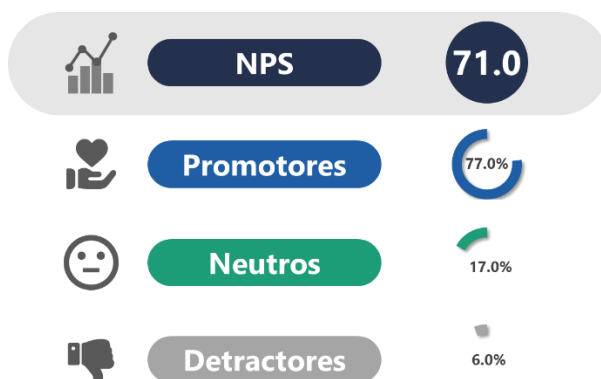 NPS
71.0
Promotores
77.0%
Neutros
17.0%
Detractores
6.0%